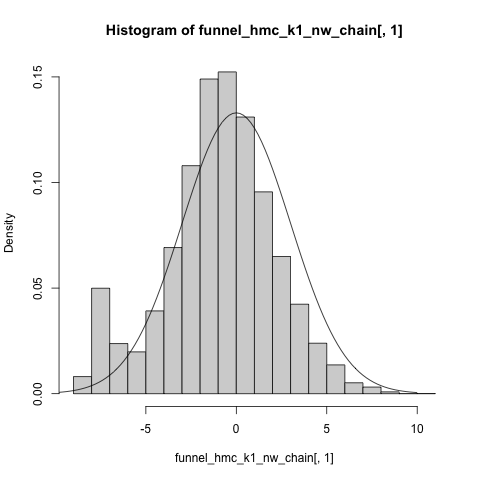 Histogram of funnel_hmc_k1_nw_chain[, 1]
Density
0.15
0.10
0.05
0.00
-5 0 5 10
funnel_hmc_k1_nw_chain[, 1]